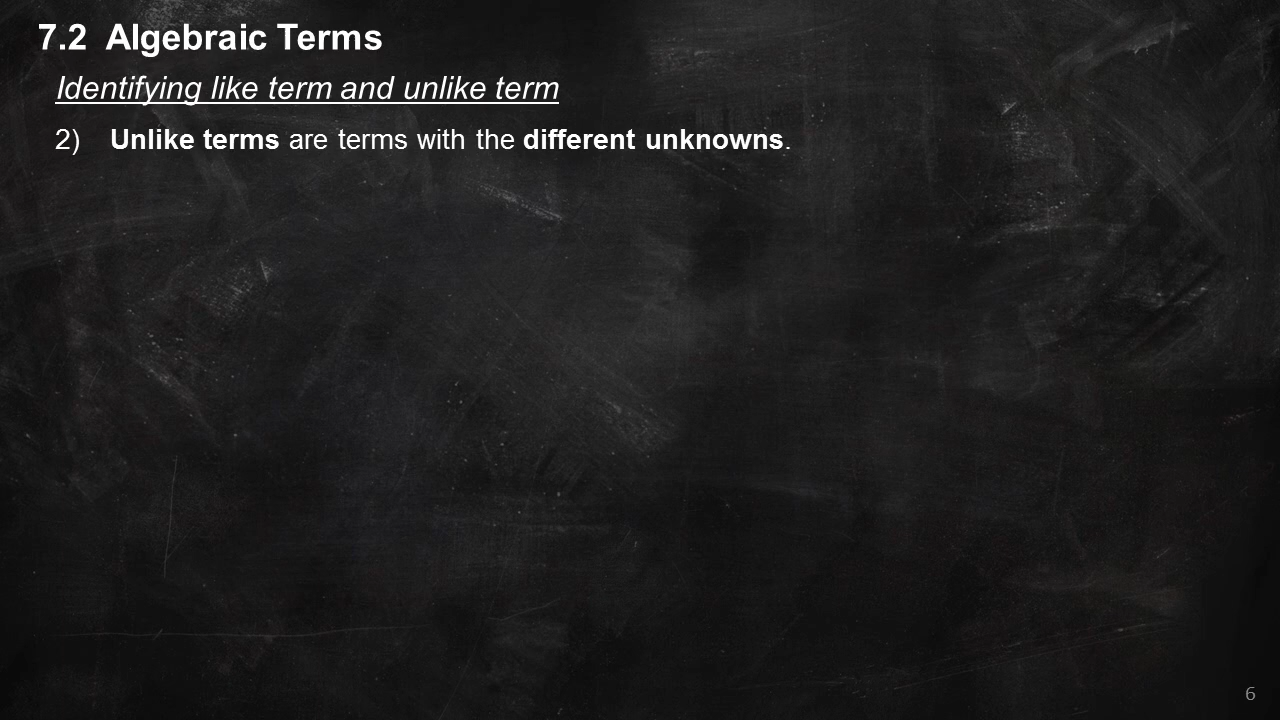 7.2 Algebraic Terms
Identifying like term and unlike term
2) Unlike terms are terms with the different unknowns.
6